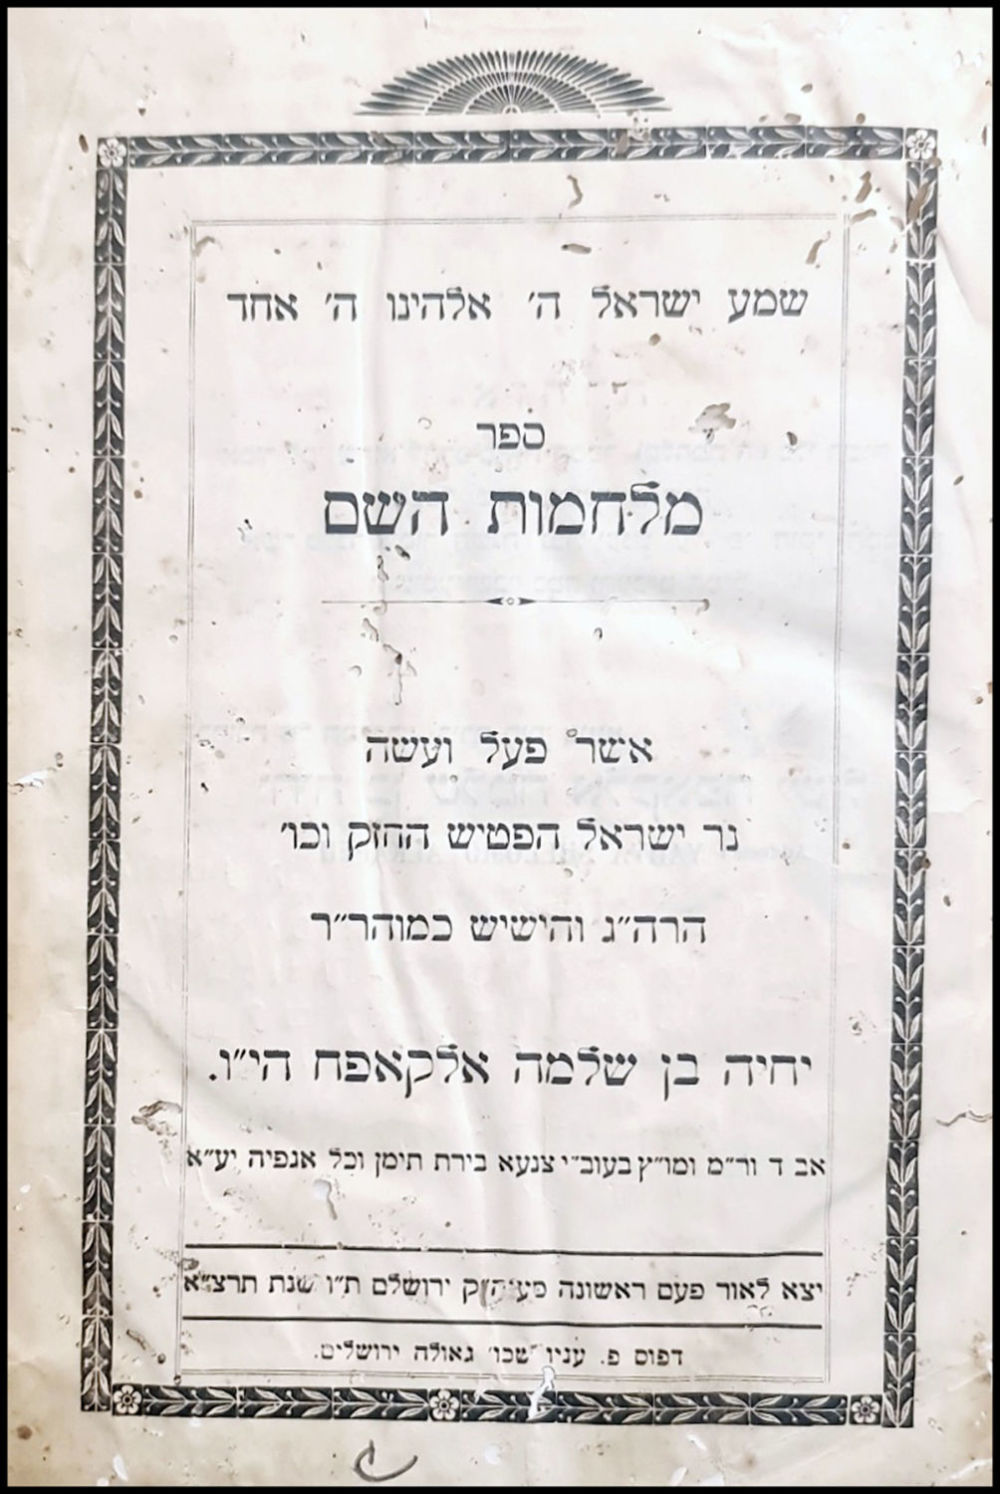 שמע ישראל ה' אלהינו ה' אחד
ספר
מלחמות השם
אשר פעל ועשה
נר ישראל הפטיש החזק וכו'
הרה"ג והישיש כמוהר"ר
יחיה בן שלמה אלקאפח הי"ו.
אב ד ור"מ ומו"ץ בעוב"י צנעא בירת תימן וכל אגפיה יע"א
יצא לאור פעם ראשונה פעיה"ק ירושלם ת"ו שנת תרצ"א
דפוס פ. עניו שכו' גאולה ירושלים.